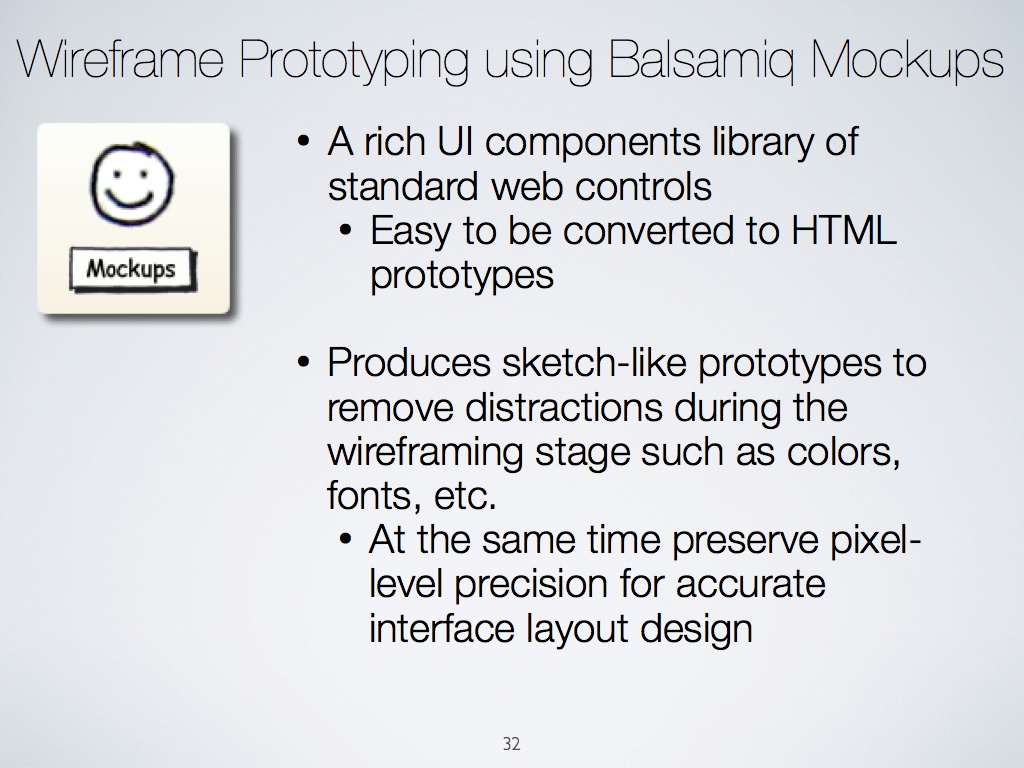 Wireframe Prototyping using Balsamiq Mockups
Mockups
• A rich UI components library of
standard web controls
• Easy to be converted to HTML
prototypes
• Produces sketch-like prototypes to
remove distractions during the
wireframing stage such as colors,
fonts, etc.
• At the same time preserve pixel-
level precision for accurate
interface layout design
32